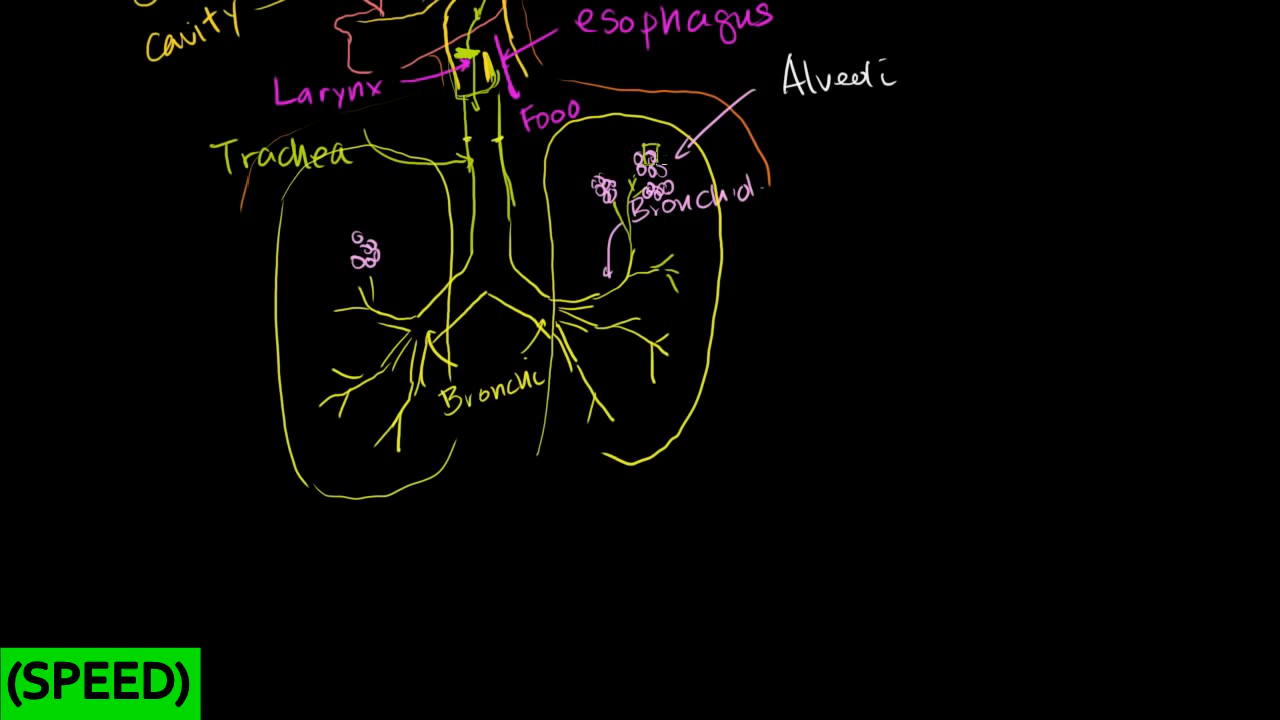 cavity
esophagus
Larynx
Alveoli
Food
Trachea
Bronchiol
Bronchi
(SPEED)